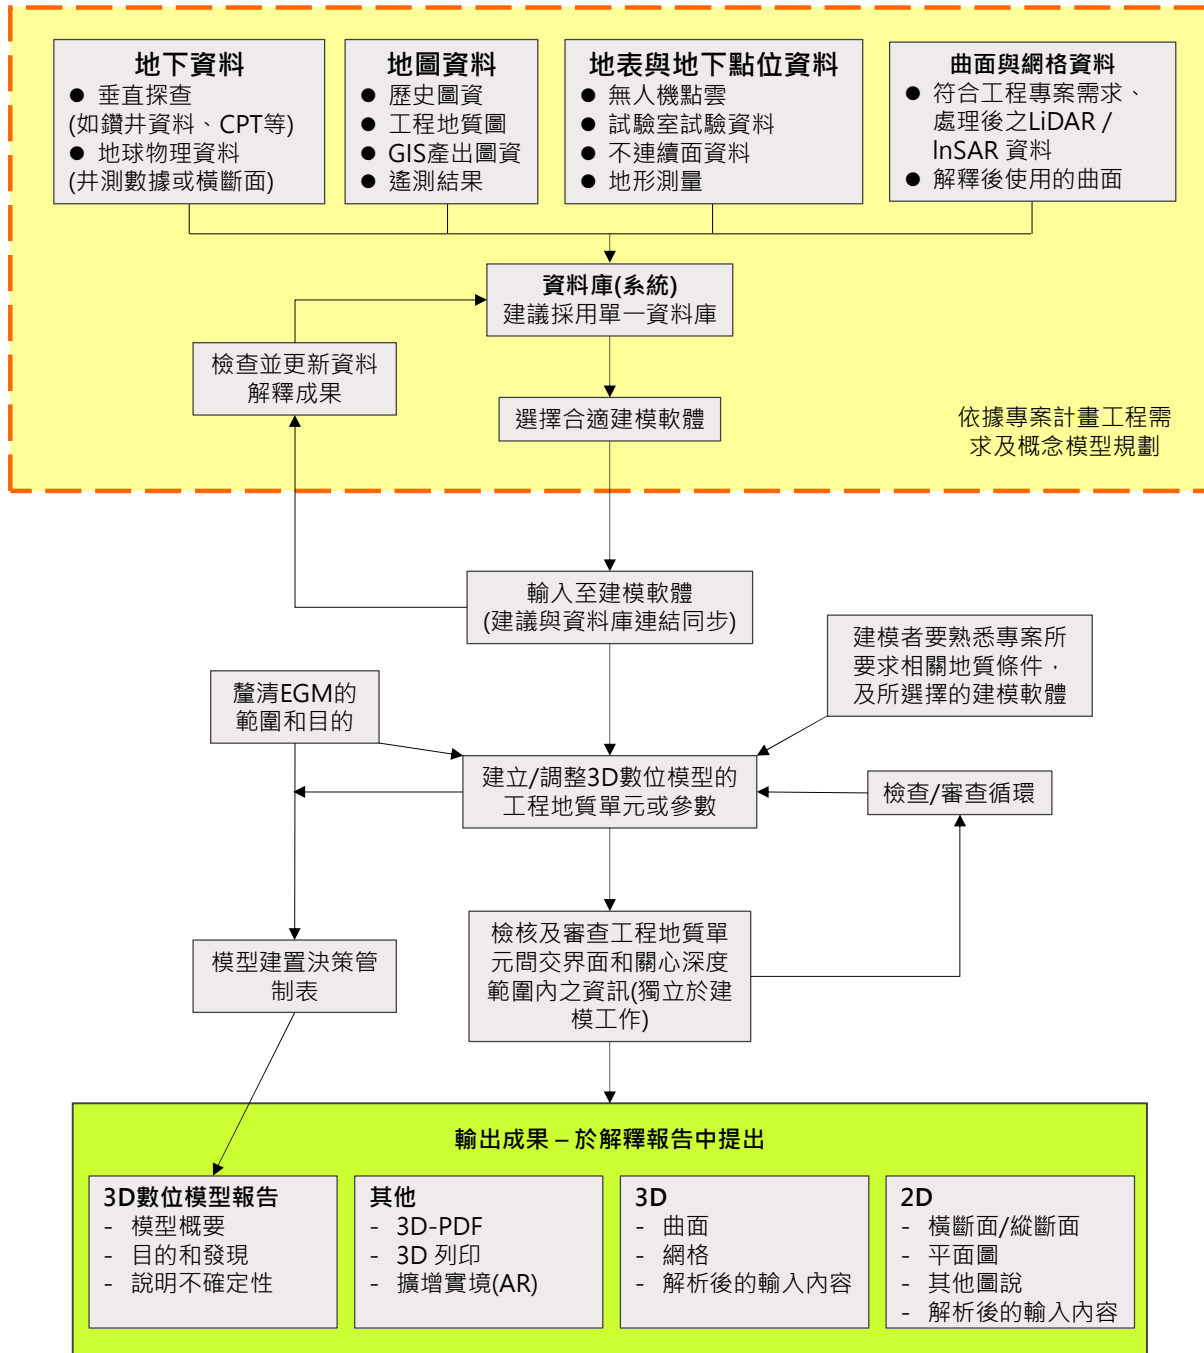 地下資料
● 垂直探查
(如鑽井資料、CPT等)
● 地球物理資料
(井測數據或橫斷面)
地圖資料
● 歷史圖資
● 工程地質圖
● GIS產出圖資
● 遙測結果
地表與地下點位資料
● 無人機點雲
● 試驗室試驗資料
● 不連續面資料
● 地形測量
曲面與網格資料
● 符合工程專案需求、
處理後之LiDAR /
InSAR 資料
● 解釋後使用的曲面
資料庫(系統)
建議採用單一資料庫
檢查並更新資料
解釋成果
選擇合適建模軟體
依據專案計畫工程需
求及概念模型規劃
輸入至建模軟體
(建議與資料庫連結同步)
建模者要熟悉專案所
要求相關地質條件，
及所選擇的建模軟體
釐清EGM的
範圍和目的
建立/調整3D數位模型的
工程地質單元或參數
檢查/審查循環
模型建置決策管
制表
檢核及審查工程地質單
元間交界面和關心深度
範圍內之資訊(獨立於建
模工作)
輸出成果 – 於解釋報告中提出
3D數位模型報告
- 模型概要
- 目的和發現
- 說明不確定性
其他
- 3D-PDF
- 3D 列印
- 擴增實境(AR)
3D
- 曲面
- 網格
- 解析後的輸入內容
2D
- 橫斷面/縱斷面
- 平面圖
- 其他圖說
- 解析後的輸入內容